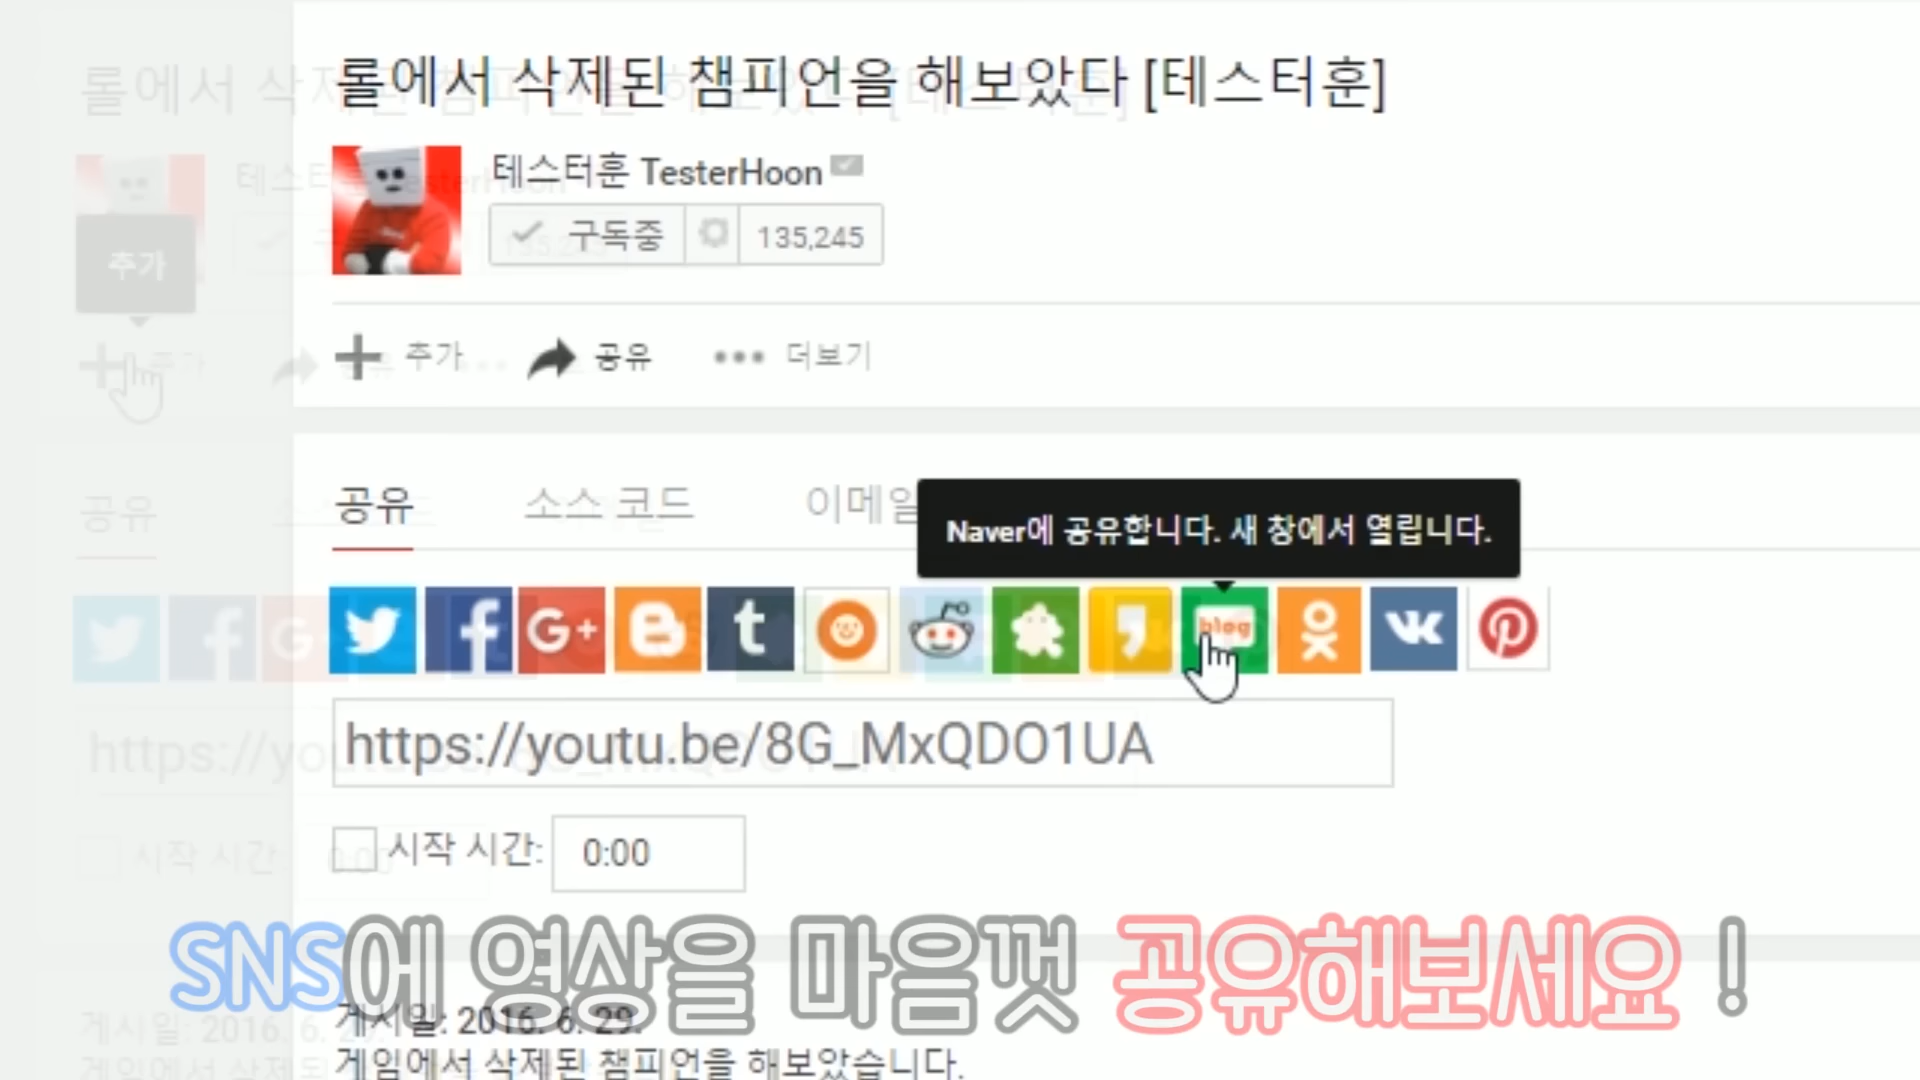 롤에서 삭제된 챔피언을 해보았다 [테스터훈]
테스터훈 TesterHoon
구독중 135,245
추가
추가 공유 더보기
공유 소스 코드 이메일
Naver에 공유합니다. 새 창에서 열립니다.
G+ t blog
https://youtu.be/8G_MxQDO1UA
시작 시간: 0:00
SNS에 영상을 마음껏 공유해보세요 !
게시일: 2016. 6. 29.
게임에서 삭제된 챔피언을 해보았습니다.